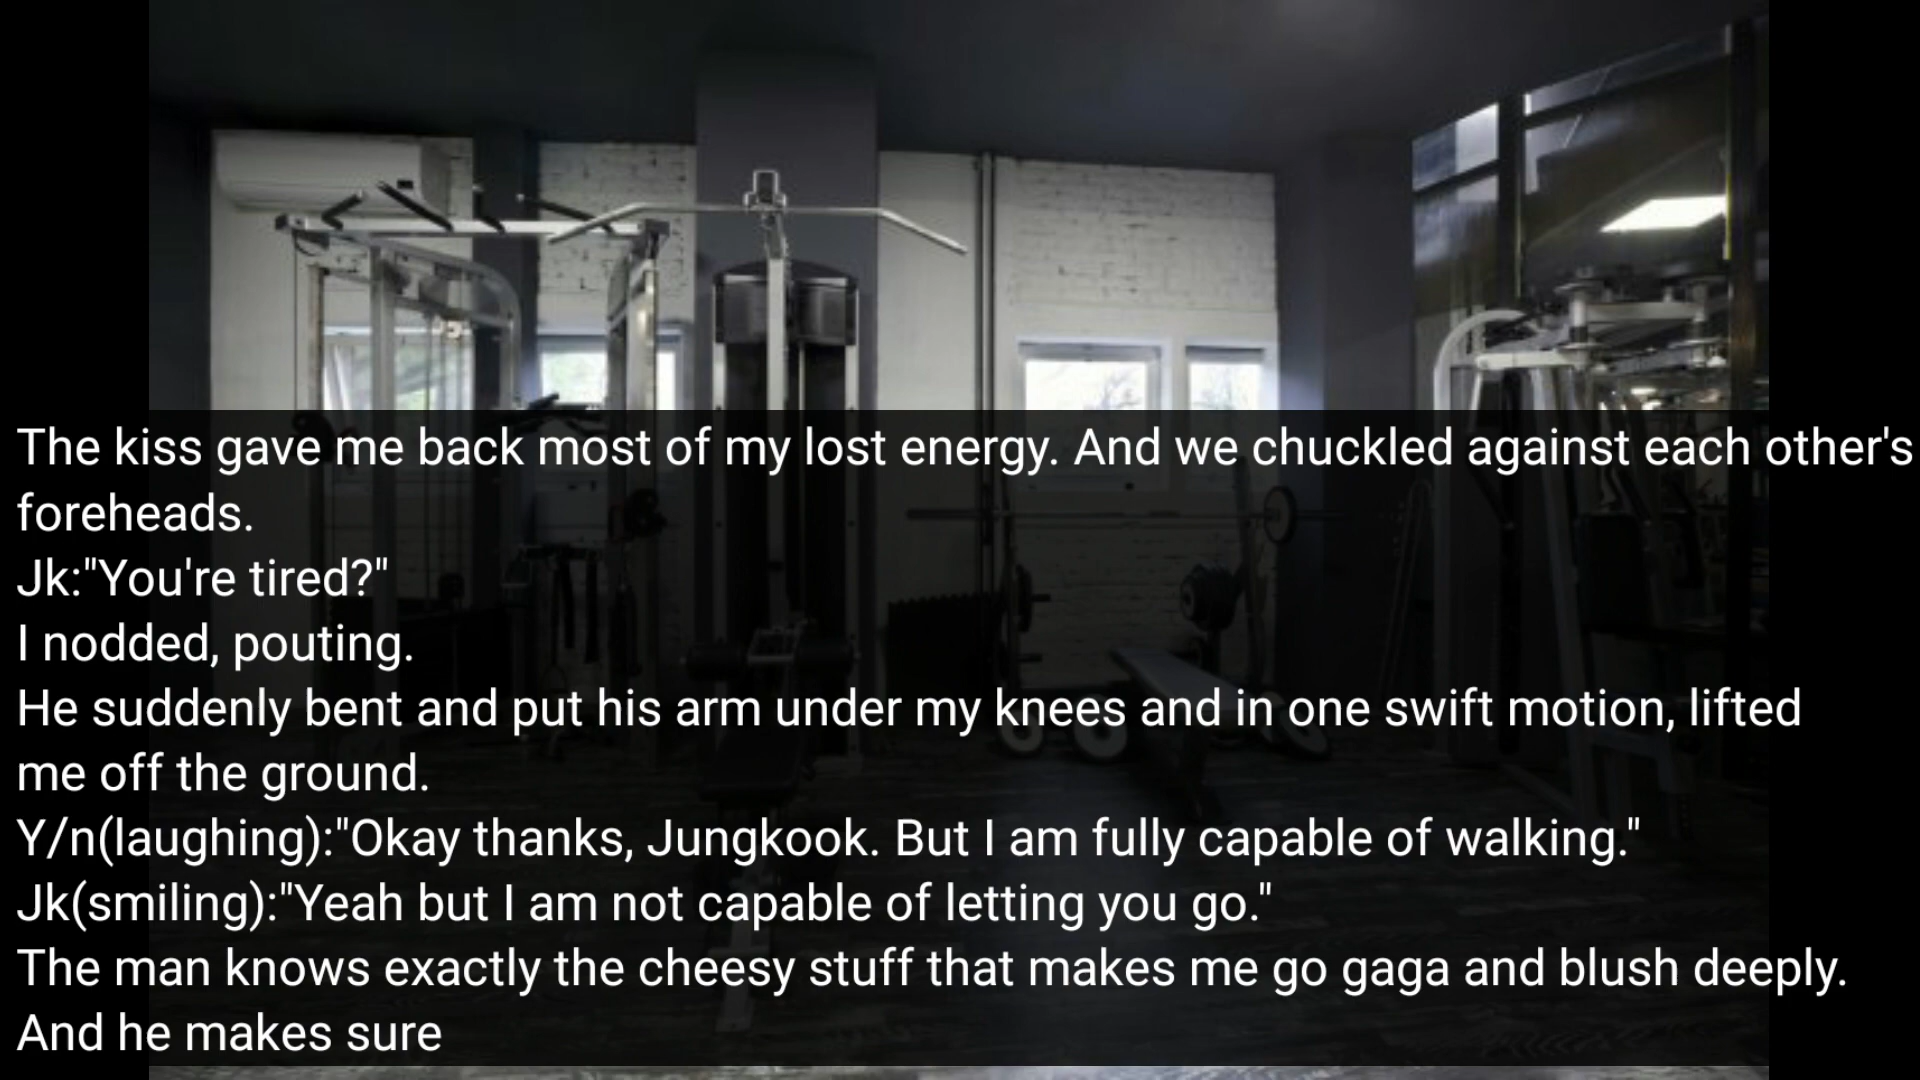 The kiss gave me back most of my lost energy. And we chuckled against each other's
foreheads.
Jk:"You're tired?"
I nodded, pouting.
He suddenly bent and put his arm under my knees and in one swift motion, lifted
me off the ground.
Y/n(laughing):"Okay thanks, Jungkook. But I am fully capable of walking."
Jk(smiling):"Yeah but I am not capable of letting you go."
The man knows exactly the cheesy stuff that makes me go gaga and blush deeply.
And he makes sure